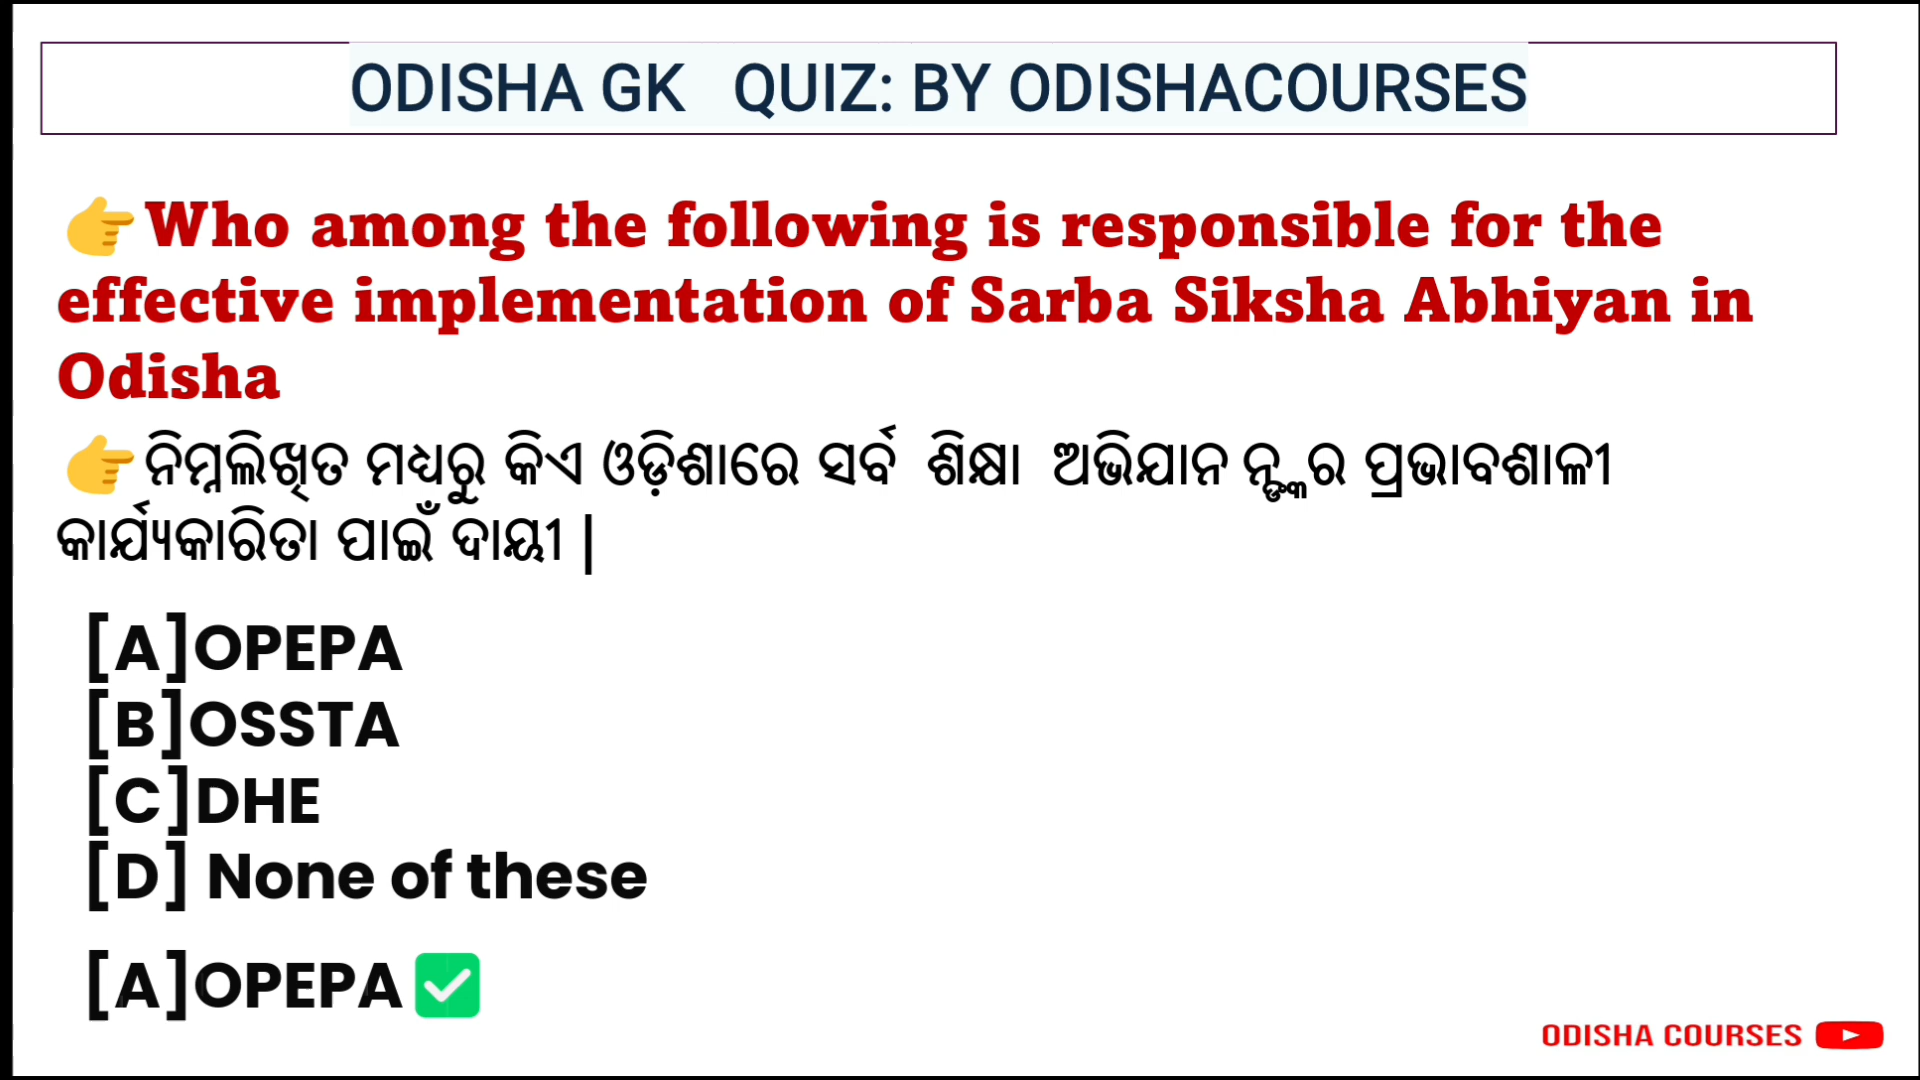 ODISHA GK QUIZ: BY ODISHACOURSES
👉Who among the following is responsible for the
effective implementation of Sarba Siksha Abhiyan in
Odisha
👉ନିମ୍ନଲିଖିତ ମଧ୍ୟରୁ କିଏ ଓଡ଼ିଶାରେ ସର୍ବ ଶିକ୍ଷା ଅଭିଯାନ ପ୍ରଭାବଶାଳୀ
କାର୍ଯ୍ୟକାରିତା ପାଇଁ ଦାୟୀ |
[A]OPEPA
[B]OSSTA
[C]DHE
[D] None of these
[A]OPEPA ✅
ODISHA COURSES